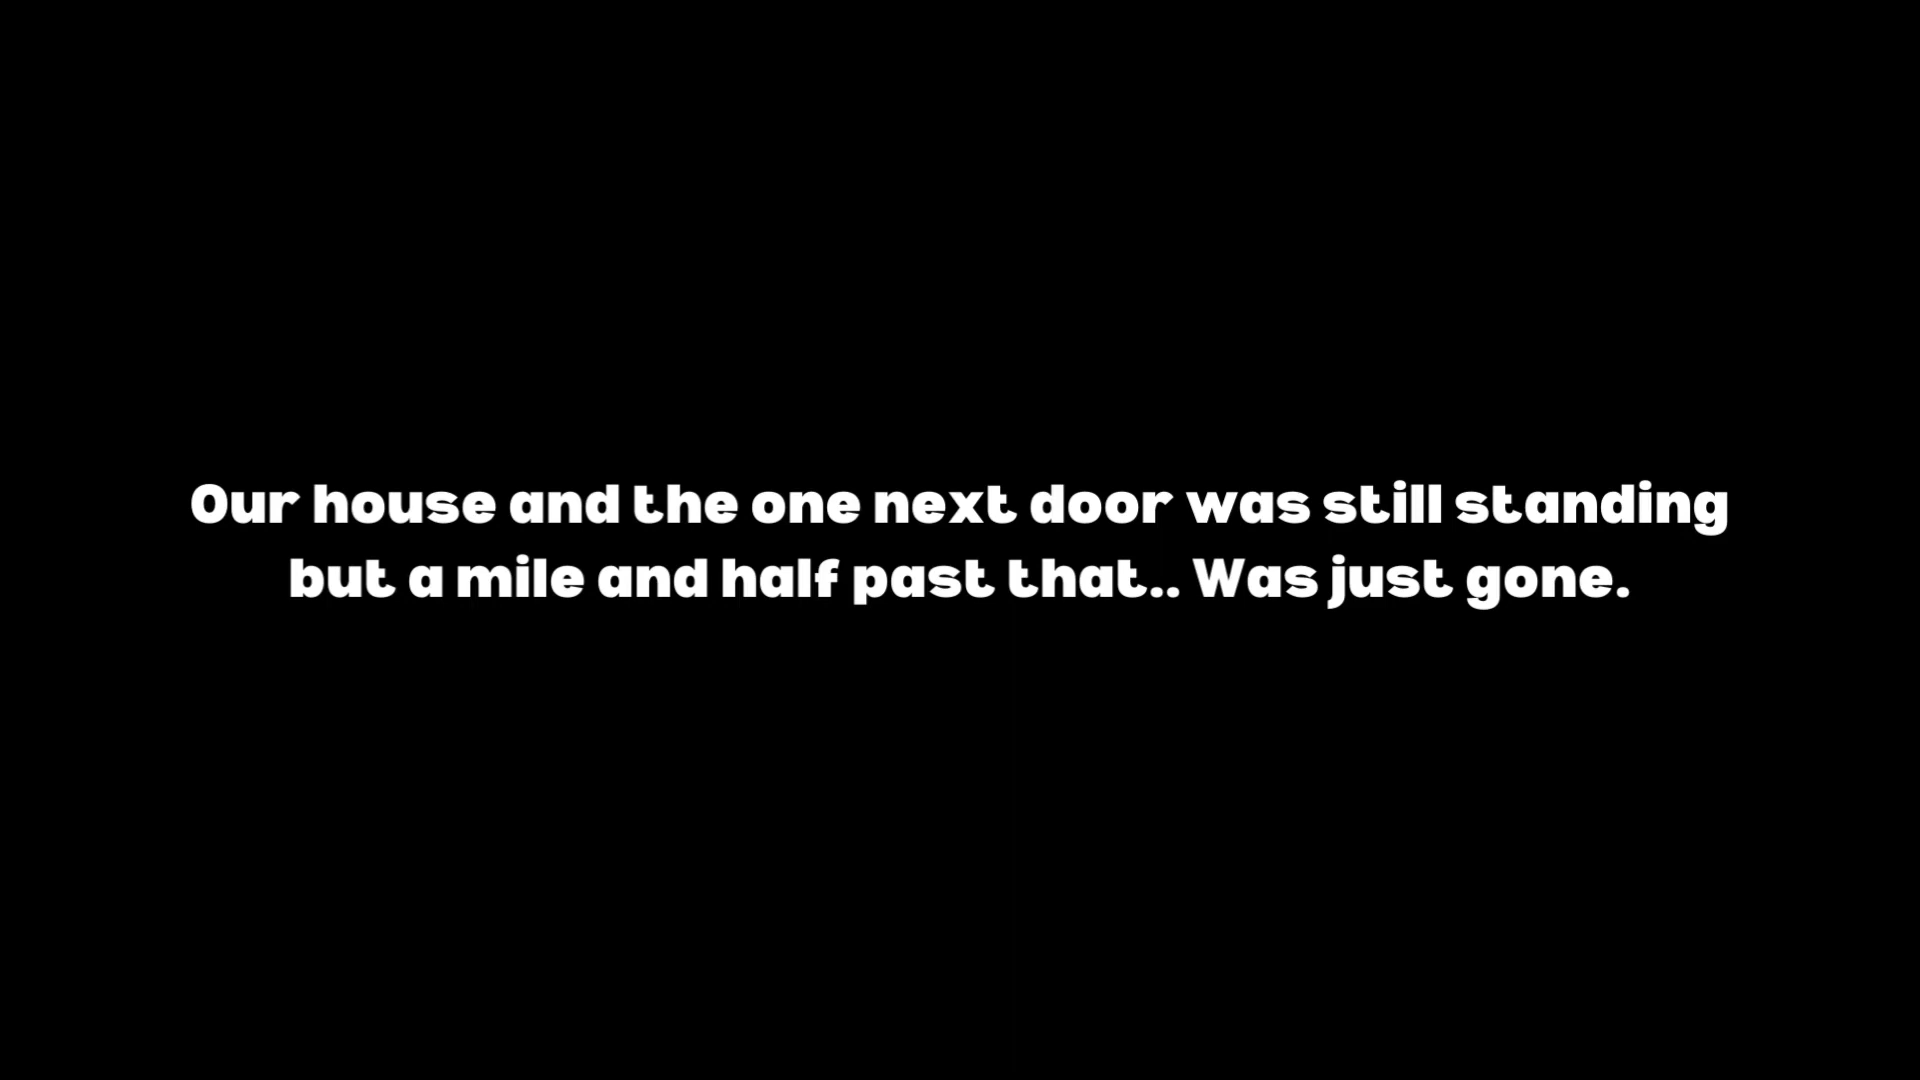 Our house and the one next door was still standing
but a mile and half past that.. Was just gone.